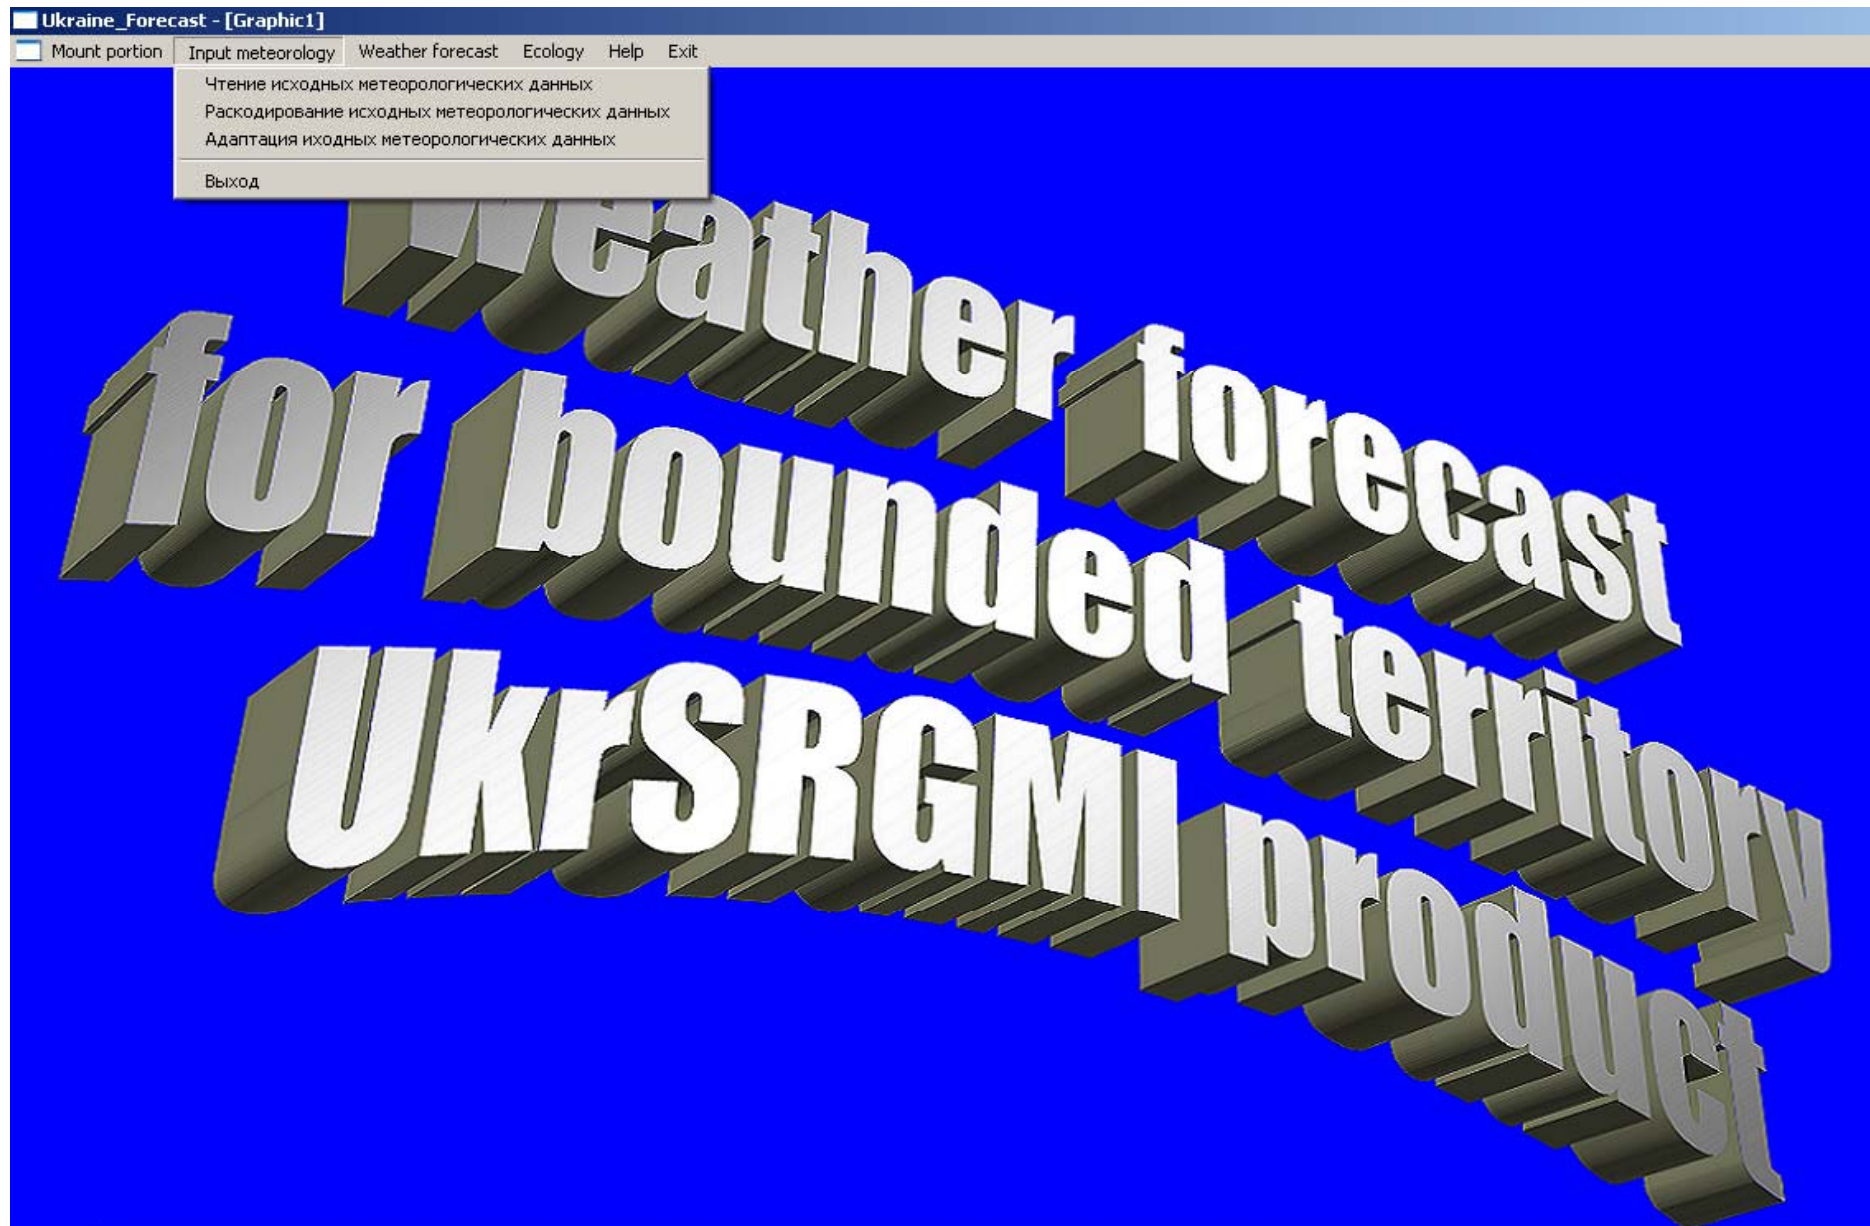 Ukraine_Forecast - [Graphic1]
Mount portion Input meteorology Weather forecast Ecology Help Exit
Чтение исходных метеорологических данных
Раскодирование исходных метеорологических данных
Адаптация иходных метеорологических данных
Выход
Weather forecast
for bounded territory
UkrSRGMI product